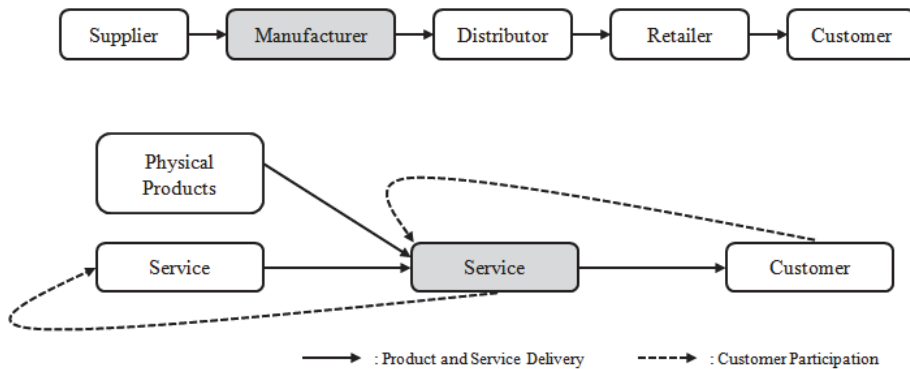 Supplier
Manufacturer
Distributor
Retailer
Customer
Physical
Products
Service
Service
Customer
: Product and Service Delivery
: Customer Participation